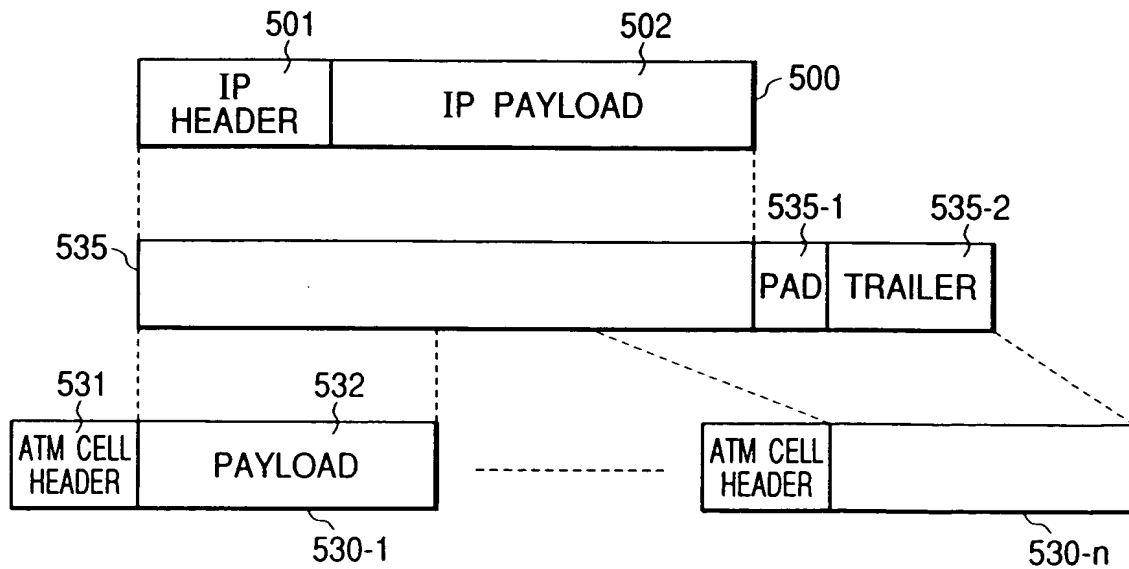 501
502
IP
HEADER
IP PAYLOAD
500
535-1
535-2
535
PAD
TRAILER
531
532
ATM CELL
HEADER
PAYLOAD
ATM CELL
HEADER
530-1
530-n